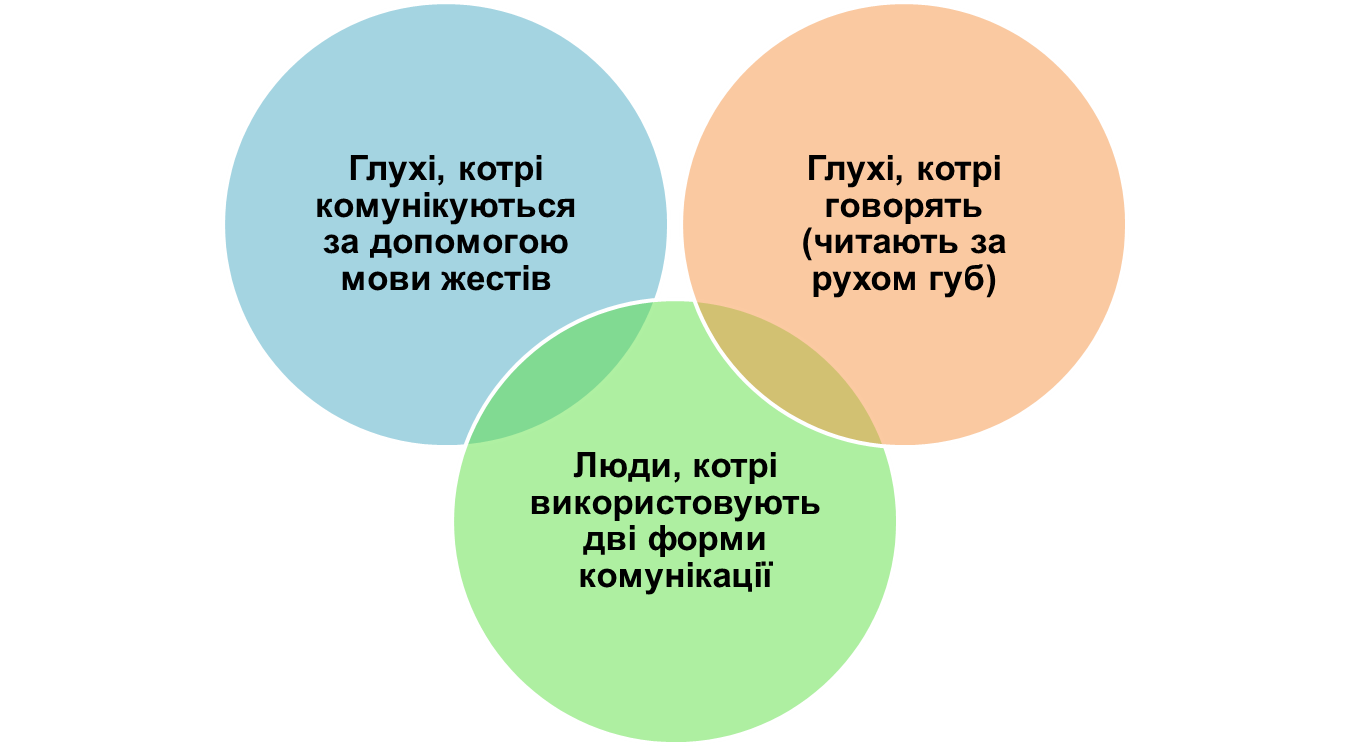 Глухі, котрі
комунікуються
за допомогою
мови жестів
Глухі, котрі
говорять
(читають за
рухом губ)
Люди, котрі
використовують
дві форми
комунікації